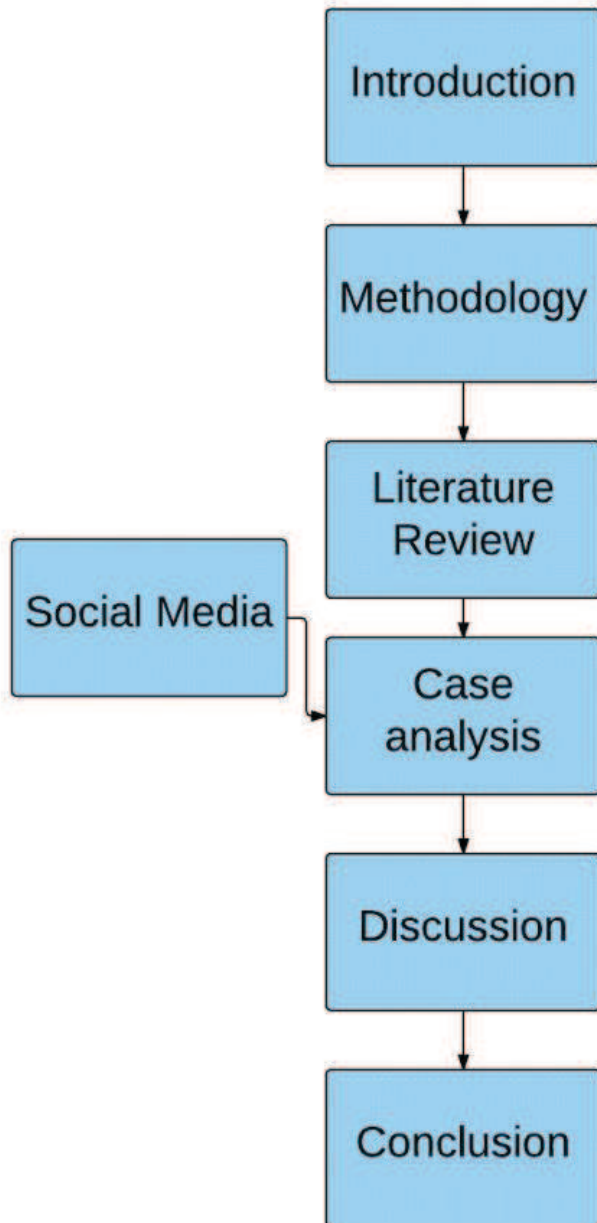 Introduction
Methodology
Literature
Review
Social Media
Case
analysis
Discussion
Conclusion